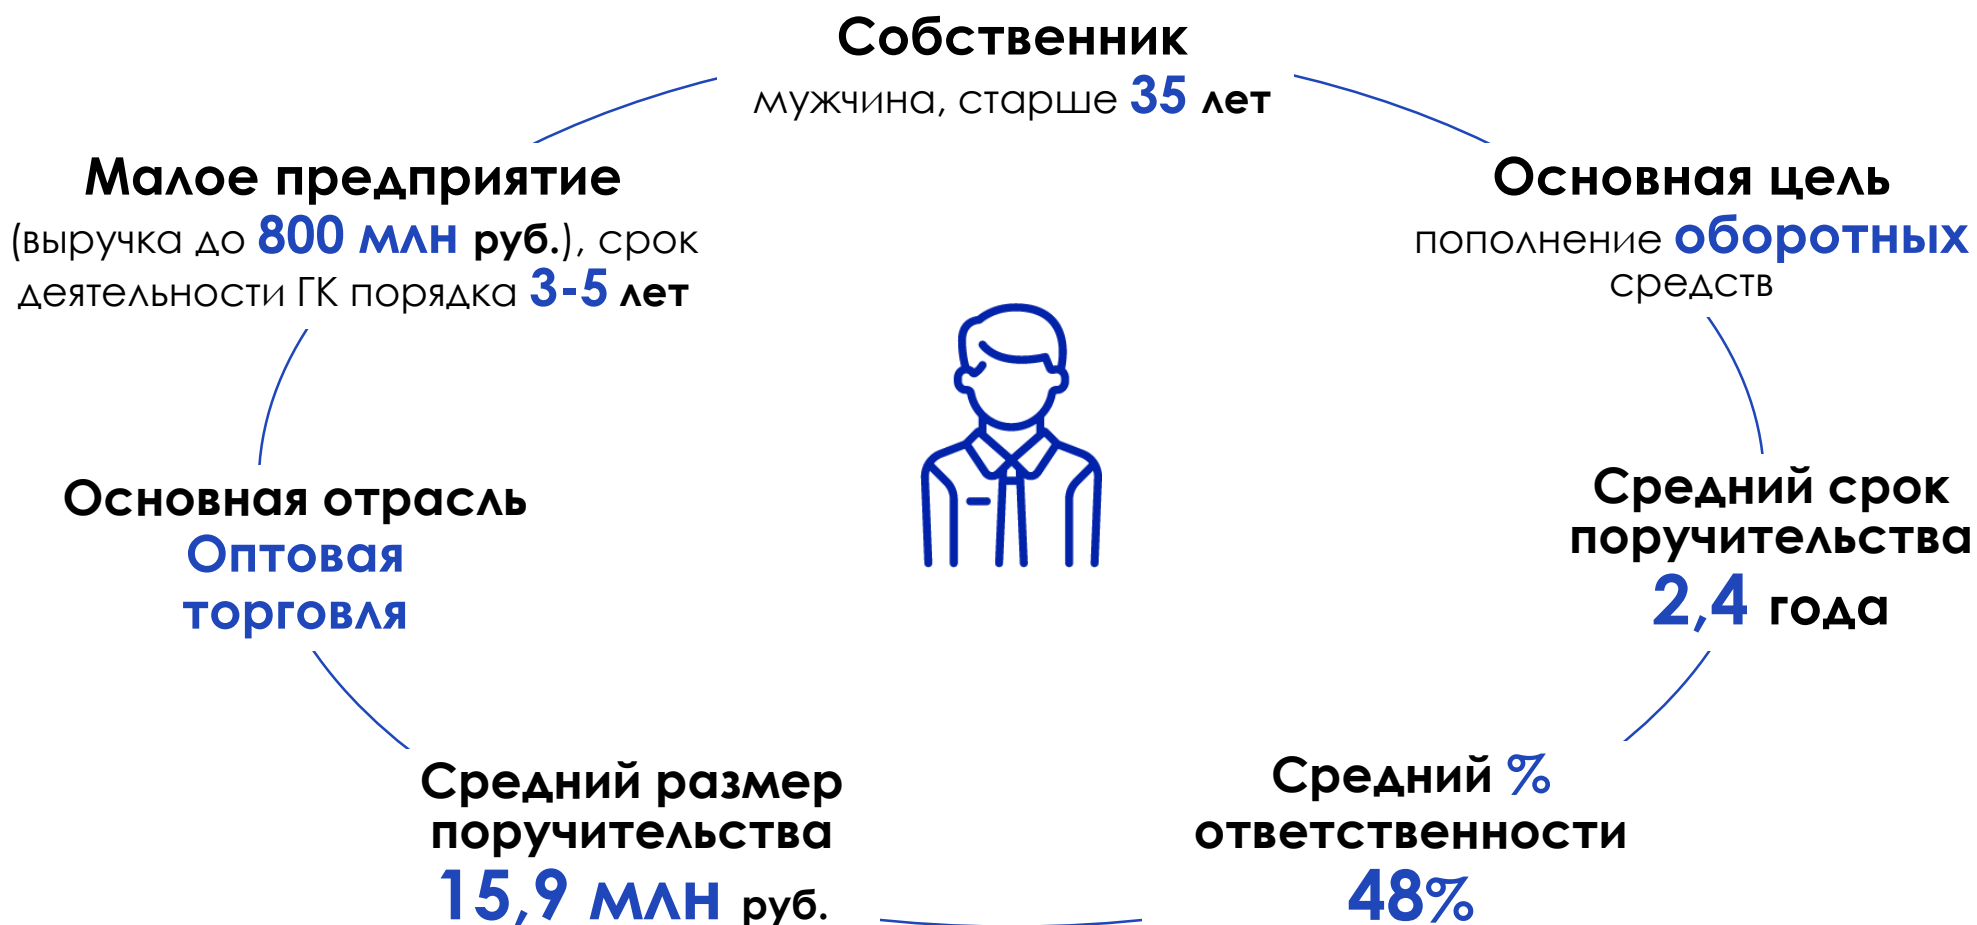 Собственник
мужчина, старше 35 лет
Малое предприятие
(выручка до 800 млн руб.), срок
деятельности ГК порядка 3-5 лет
Основная цель
пополнение оборотных
средств
Основная отрасль
Оптовая
торговля
Средний срок
поручительства
2,4 года
Средний размер
поручительства
15,9 млн руб.
Средний %
ответственности
48%